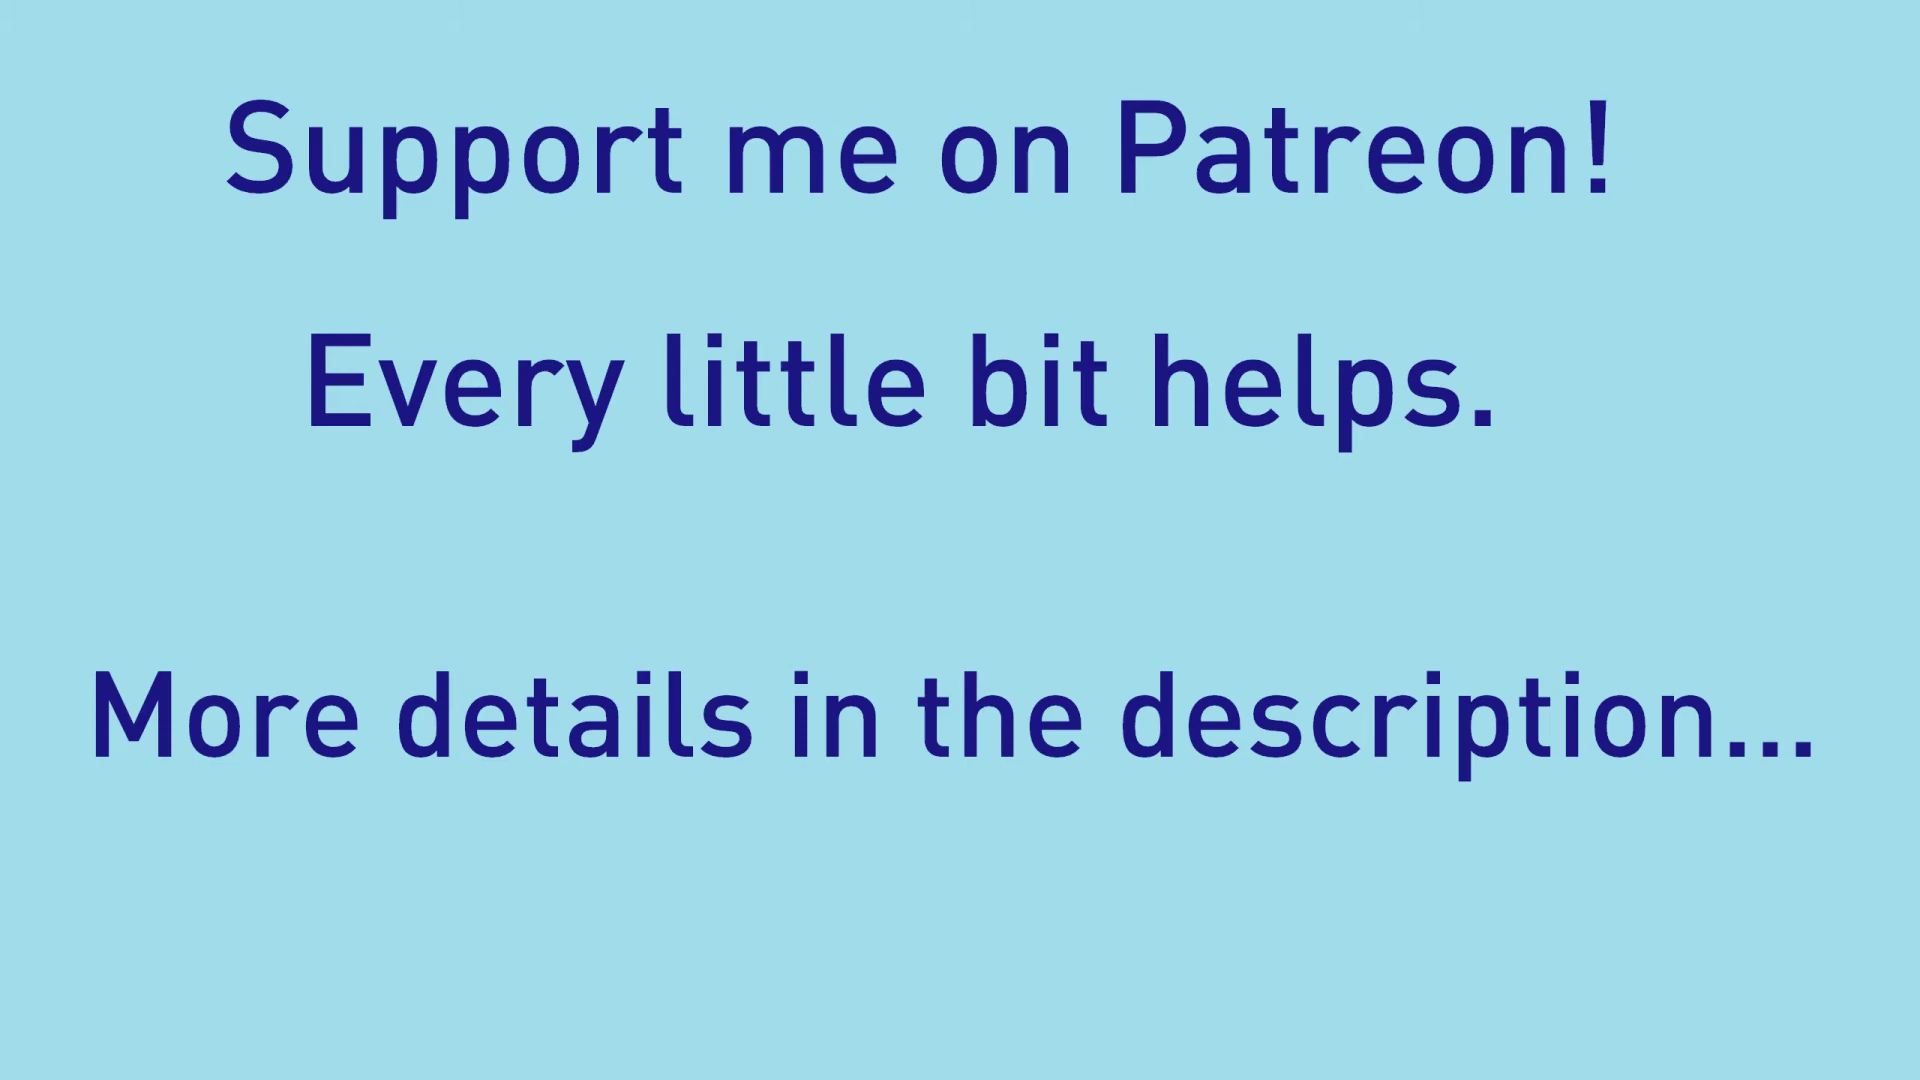 Support me on Patreon!
Every little bit helps.
More details in the description...